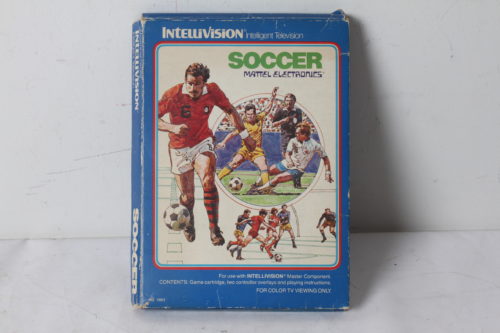 INTELLIVISION Intelligent Television
SOCCER
MATTEL ELECTRONICS
6
For use with INTELLIVISION® Master Component.
CONTENTS: Game cartridge, two controller overlays and playing instructions.
FOR COLOR TV VIEWING ONLY
INTELLIVISION
SOCCER